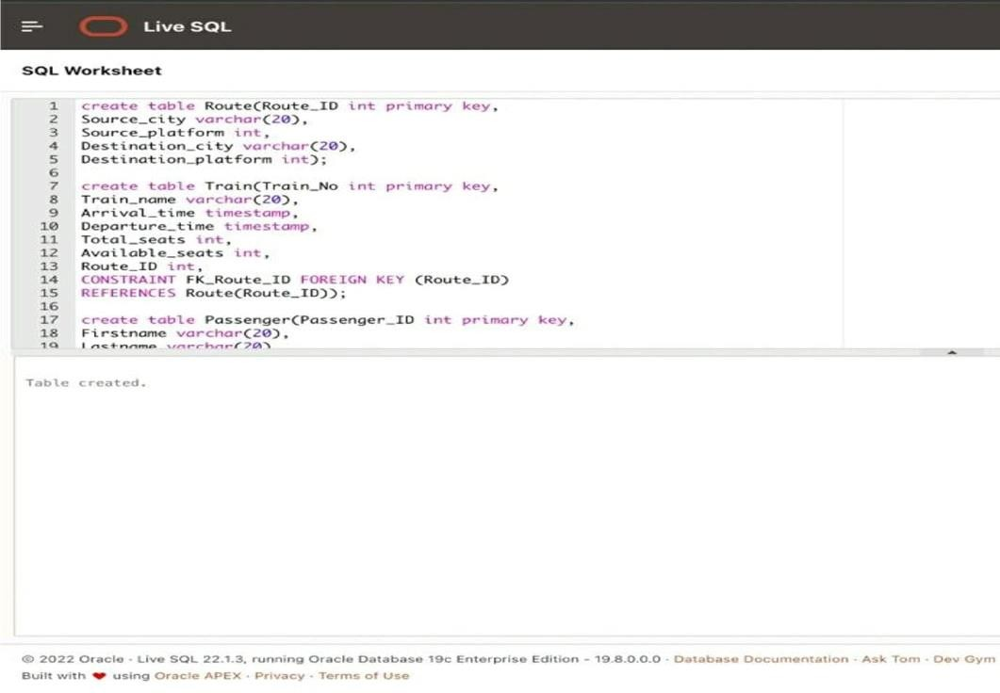 Live SQL
SQL Worksheet
1 create table Route(Route_ID int primary key,
2 Source_city varchar(20),
3 Source_platform int,
4 Destination_city varchar(20),
5 Destination_platform int);
6
7 create table Train(Train_No int primary key,
8 Train_name varchar(20),
9 Arrival_time timestamp,
10 Departure_time timestamp,
11 Total_seats int,
12 Available_seats int,
13 Route_ID int,
14 CONSTRAINT FK_Route_ID FOREIGN KEY (Route_ID)
15 REFERENCES Route(Route_ID));
16
17 create table Passenger(Passenger_ID int primary key,
18 Firstname varchar(20),
19 Lastname varchar(20)
Table created.
© 2022 Oracle · Live SQL 22.1.3, running Oracle Database 19c Enterprise Edition - 19.8.0.0.0 · Database Documentation · Ask Tom · Dev Gym
Built with ❤ using Oracle APEX · Privacy · Terms of Use